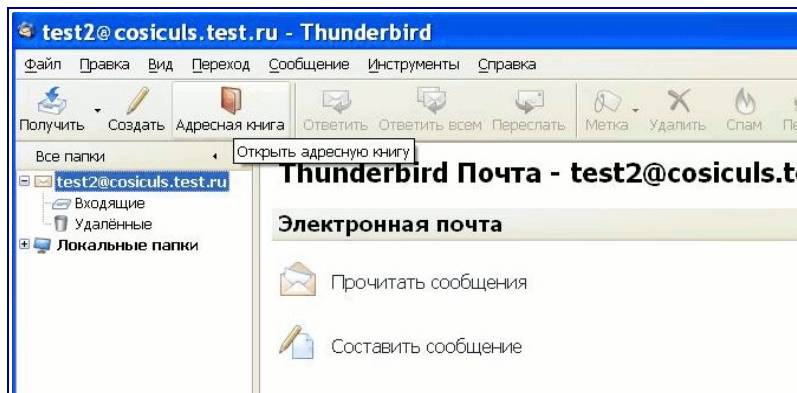 test2@cosiculs.test.ru - Thunderbird
Файл Правка Вид Переход Сообщение Инструменты Справка
Получить Создать Адресная книга Ответить Ответить всем Переслать Метка Удалить Спам
Все папки
Открыть адресную книгу
test2@cosiculs.test.ru
Входящие
Удалённые
Локальные папки
Thunderbird Почта - test2@cosiculs.t
Электронная почта
Прочитать сообщения
Составить сообщение